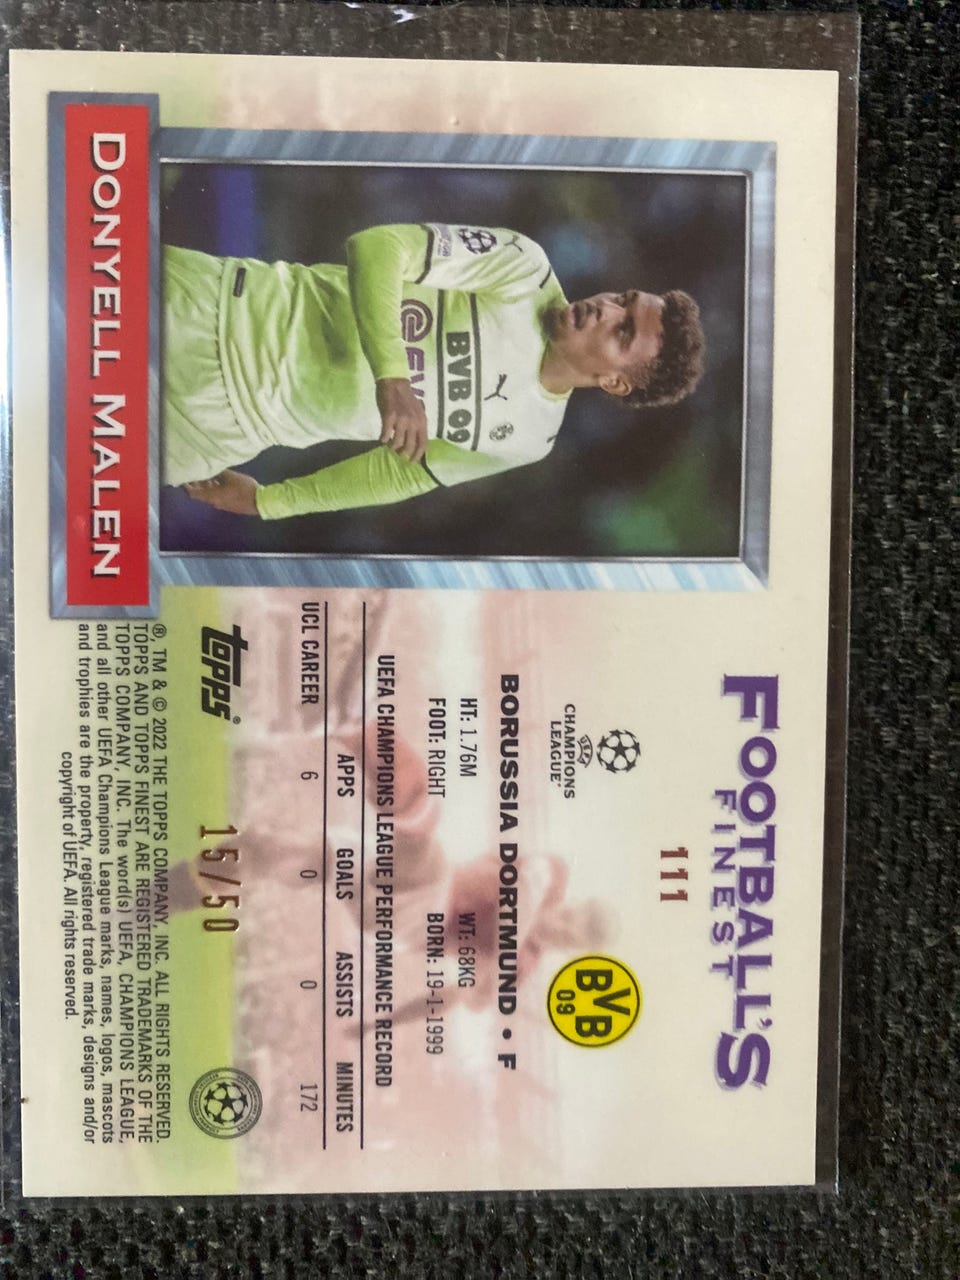 FOOTBALL'S
FINEST
111
UEFA
CHAMPIONS
LEAGUE®
BVB
09
BORUSSIA DORTMUND • F
HT: 1.76M WT: 68KG
FOOT: RIGHT BORN: 19-1-1999
UEFA CHAMPIONS LEAGUE PERFORMANCE RECORD
APPS GOALS ASSISTS MINUTES
UCL CAREER 6 0 0 172
topps®
15/50
®, TM & © 2022 THE TOPPS COMPANY, INC. ALL RIGHTS RESERVED.
TOPPS AND TOPPS FINEST ARE REGISTERED TRADEMARKS OF THE
TOPPS COMPANY, INC. The word(s) UEFA, CHAMPIONS LEAGUE,
and all other UEFA Champions League marks, names, logos, mascots
and trophies are the property, registered trade marks, designs and/or
copyright of UEFA. All rights reserved.
BVB 09
DONYELL MALEN